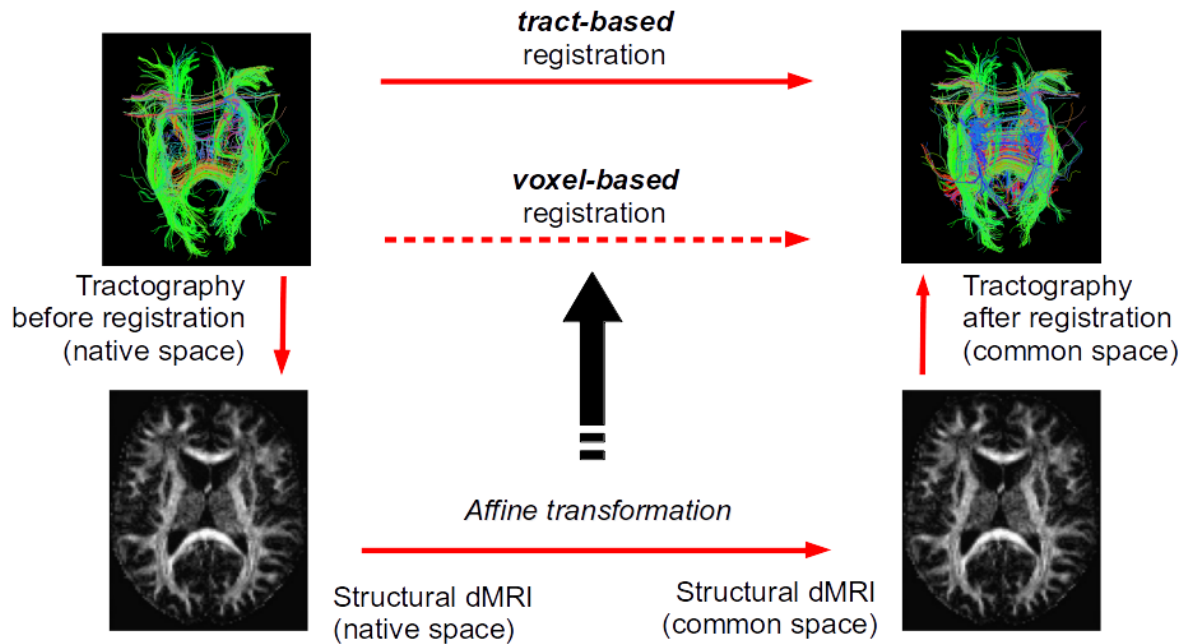 tract-based
registration
voxel-based
registration
Tractography
before registration
(native space)
Tractography
after registration
(common space)
Affine transformation
Structural dMRI
(native space)
Structural dMRI
(common space)